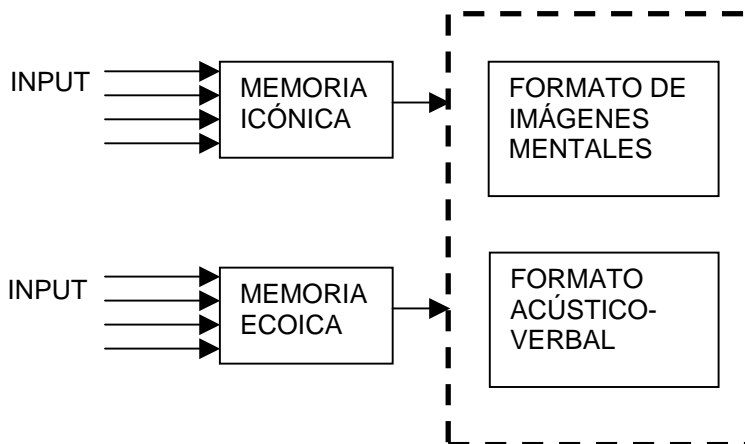 INPUT
MEMORIA
ICÓNICA
FORMATO DE
IMÁGENES
MENTALES
INPUT
MEMORIA
ECOICA
FORMATO
ACÚSTICO-
VERBAL